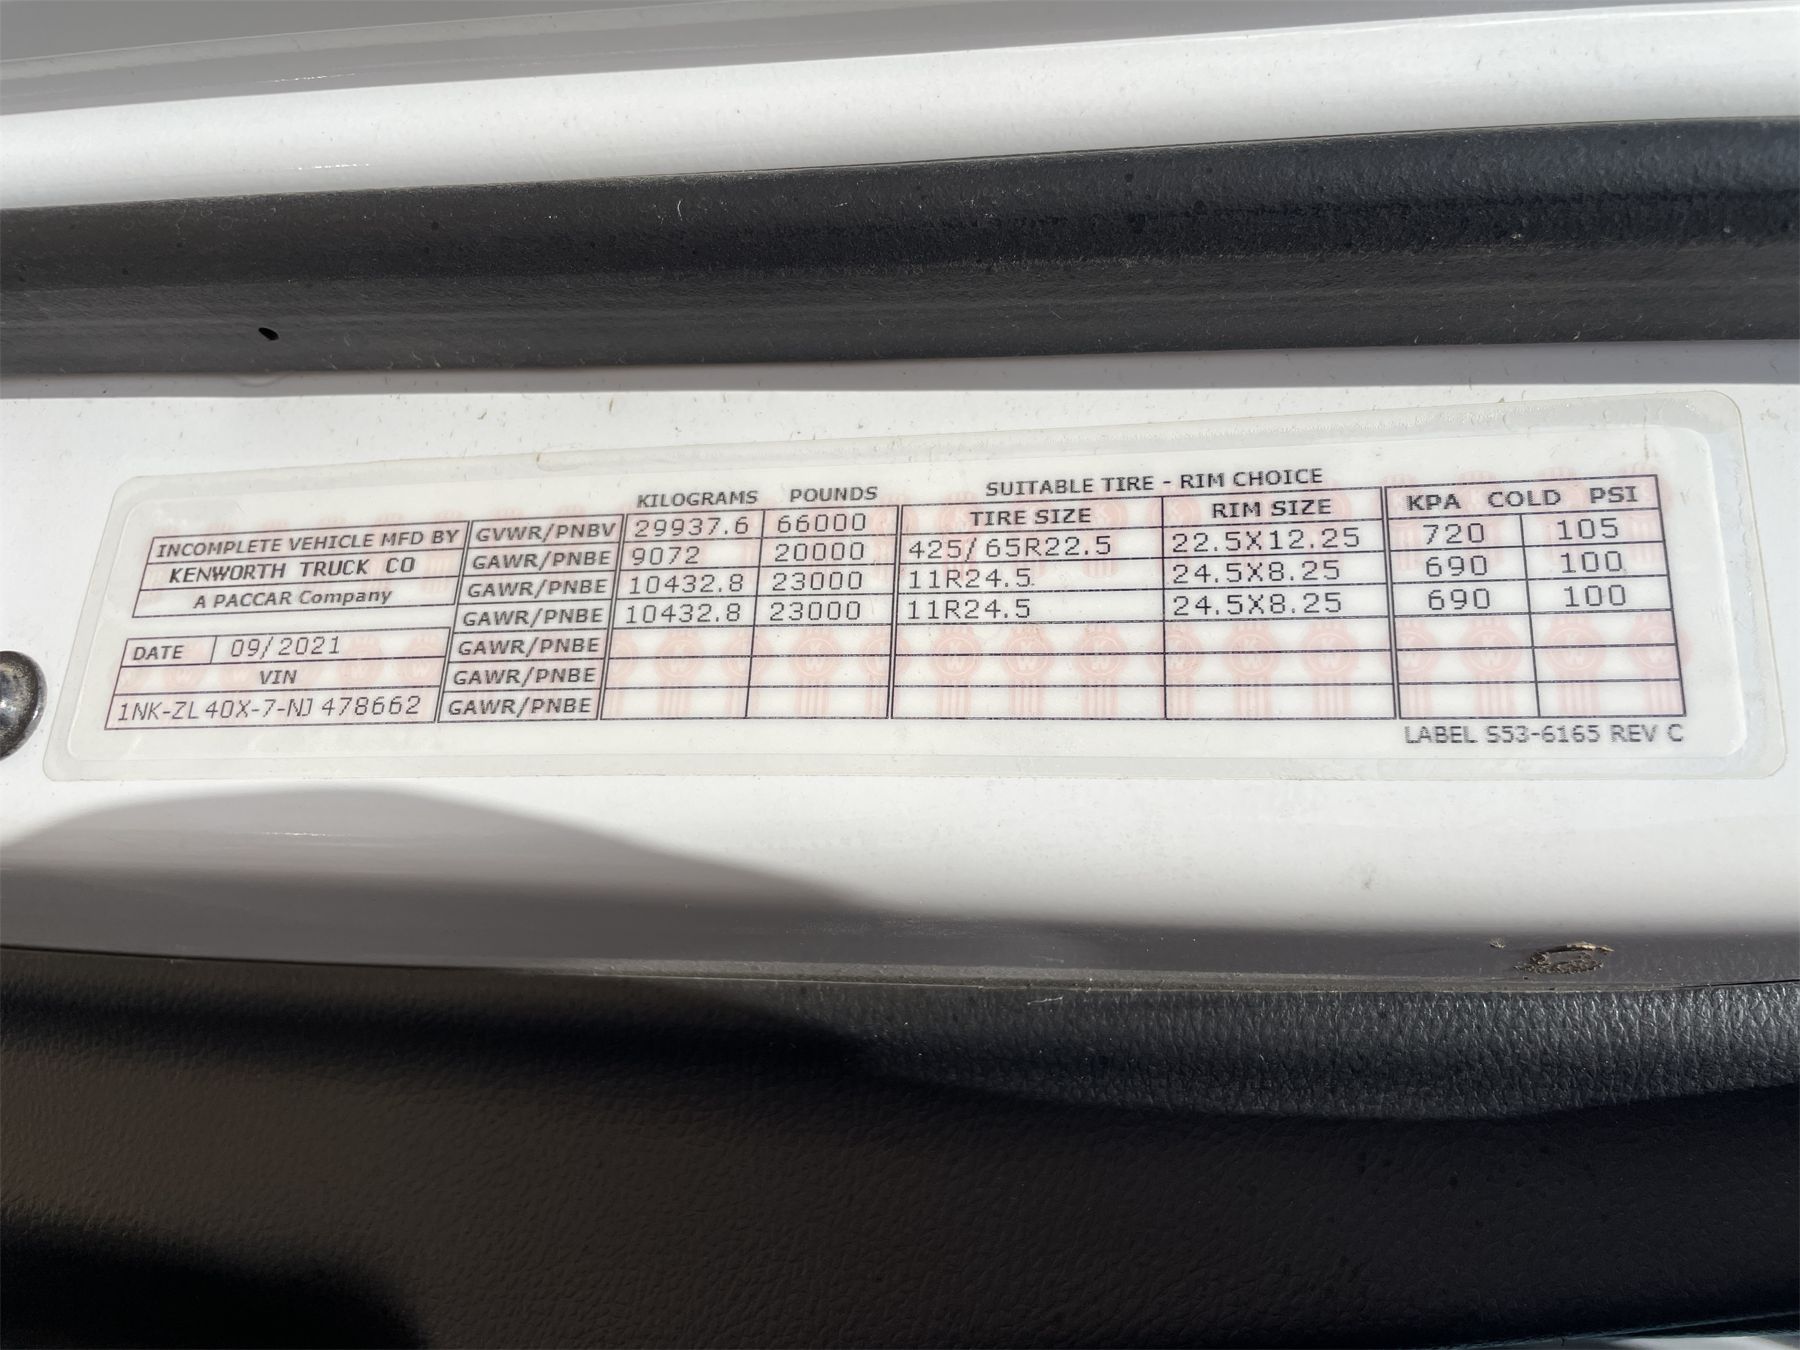 KILOGRAMS POUNDS SUITABLE TIRE - RIM CHOICE
INCOMPLETE VEHICLE MFD BY GVWR/PNBV 29937.6 66000 TIRE SIZE RIM SIZE KPA COLD PSI
KENWORTH TRUCK CO GAWR/PNBE 9072 20000 425/65R22.5 22.5X12.25 720 105
A PACCAR Company GAWR/PNBE 10432.8 23000 11R24.5 24.5X8.25 690 100
GAWR/PNBE 10432.8 23000 11R24.5 24.5X8.25 690 100
DATE 09/2021 GAWR/PNBE
VIN GAWR/PNBE
1NK-ZL40X-7-NJ478662 GAWR/PNBE
LABEL S53-6165 REV C